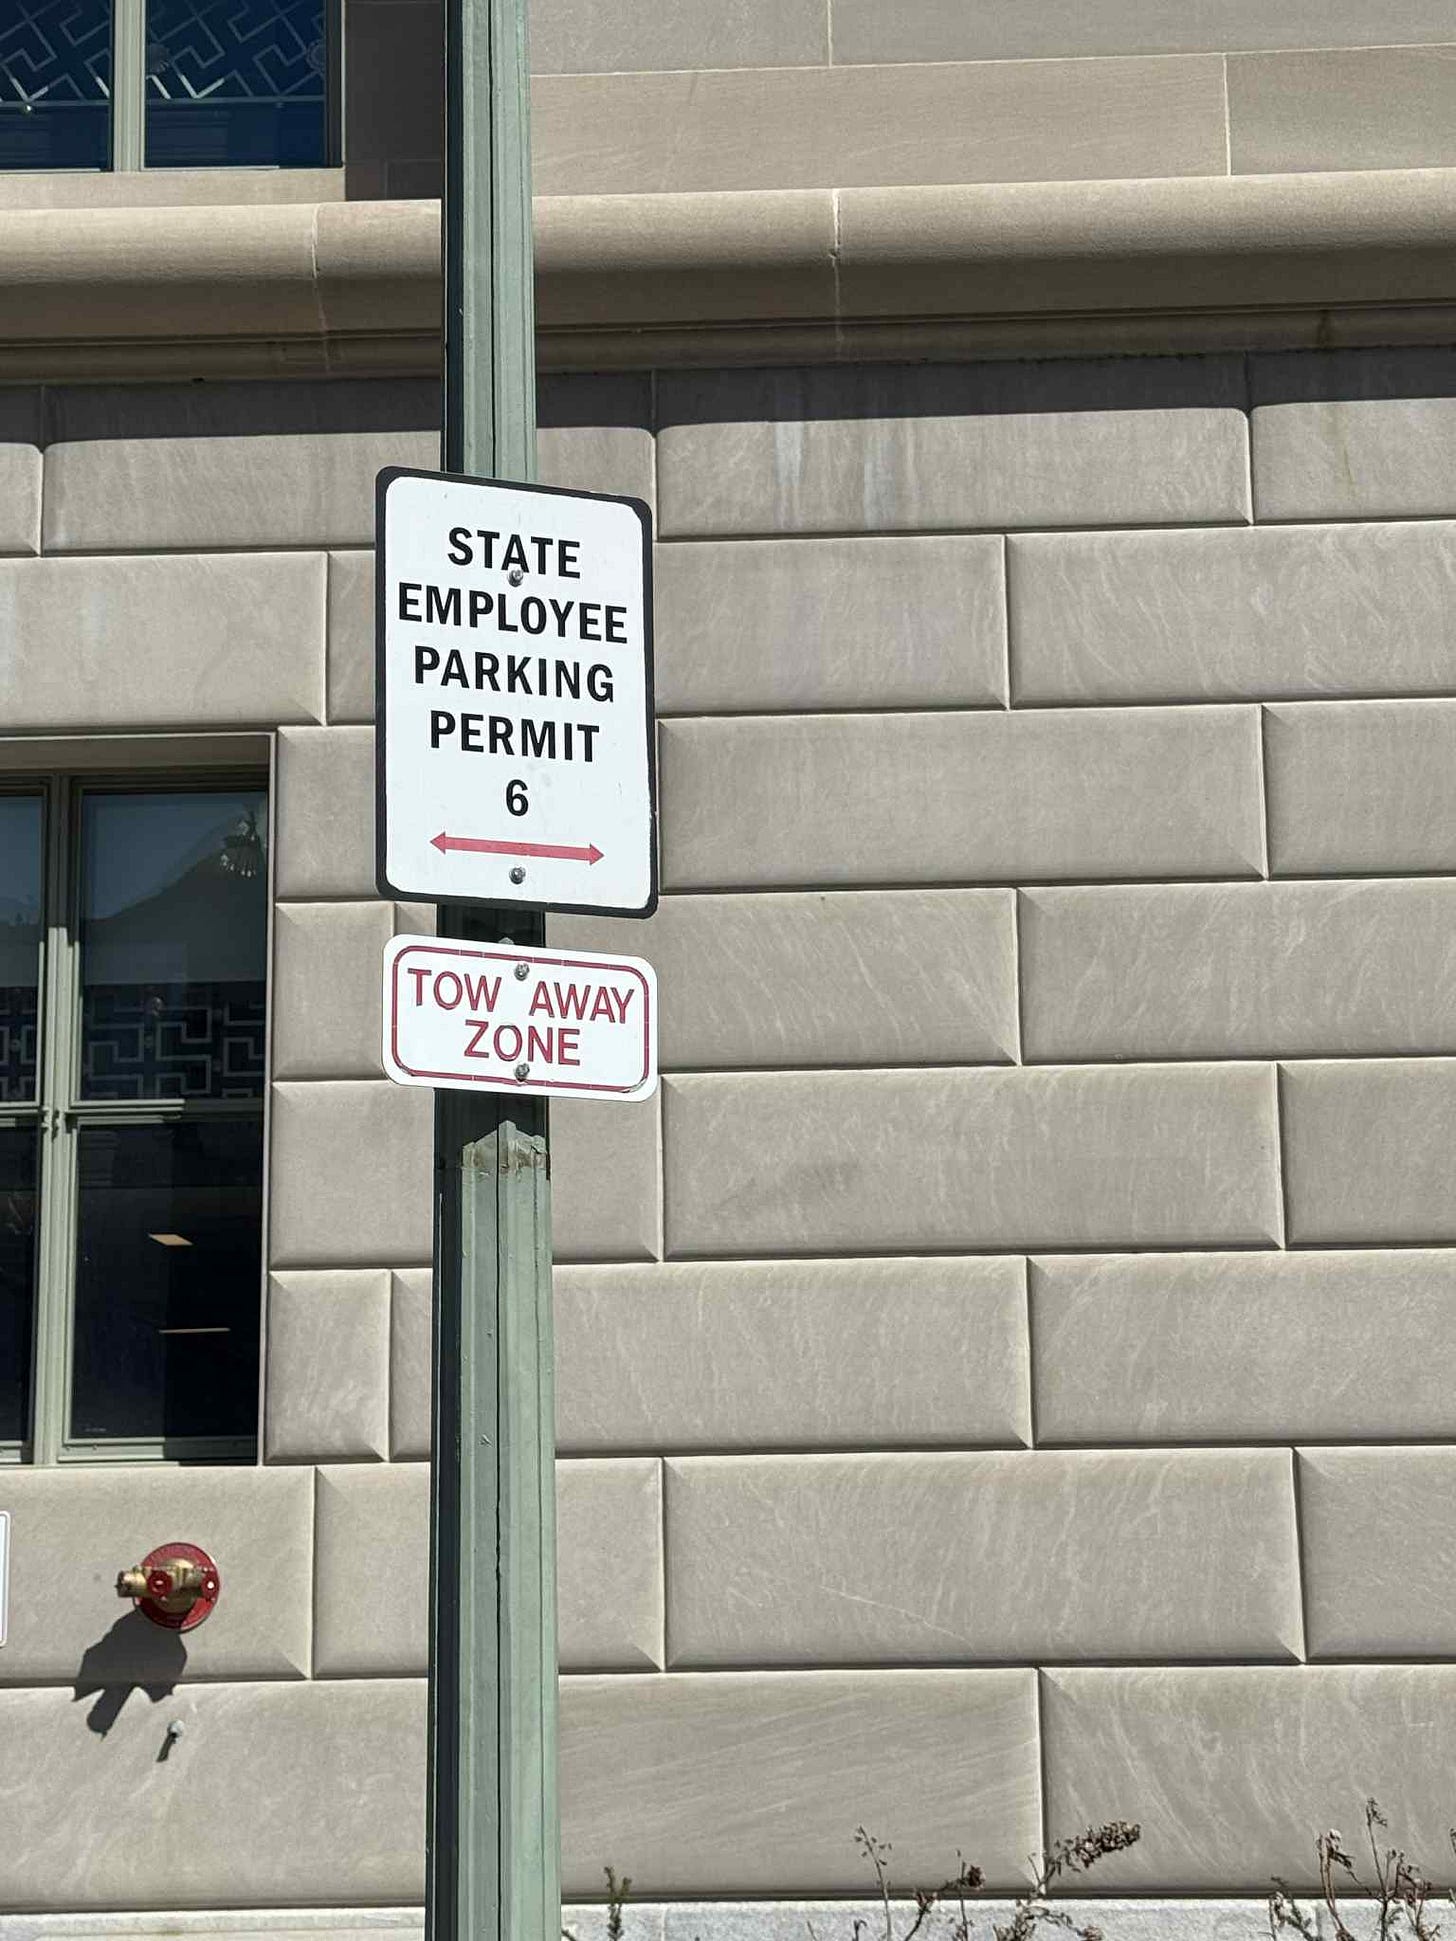 STATE
EMPLOYEE
PARKING
PERMIT
6
TOW AWAY
ZONE